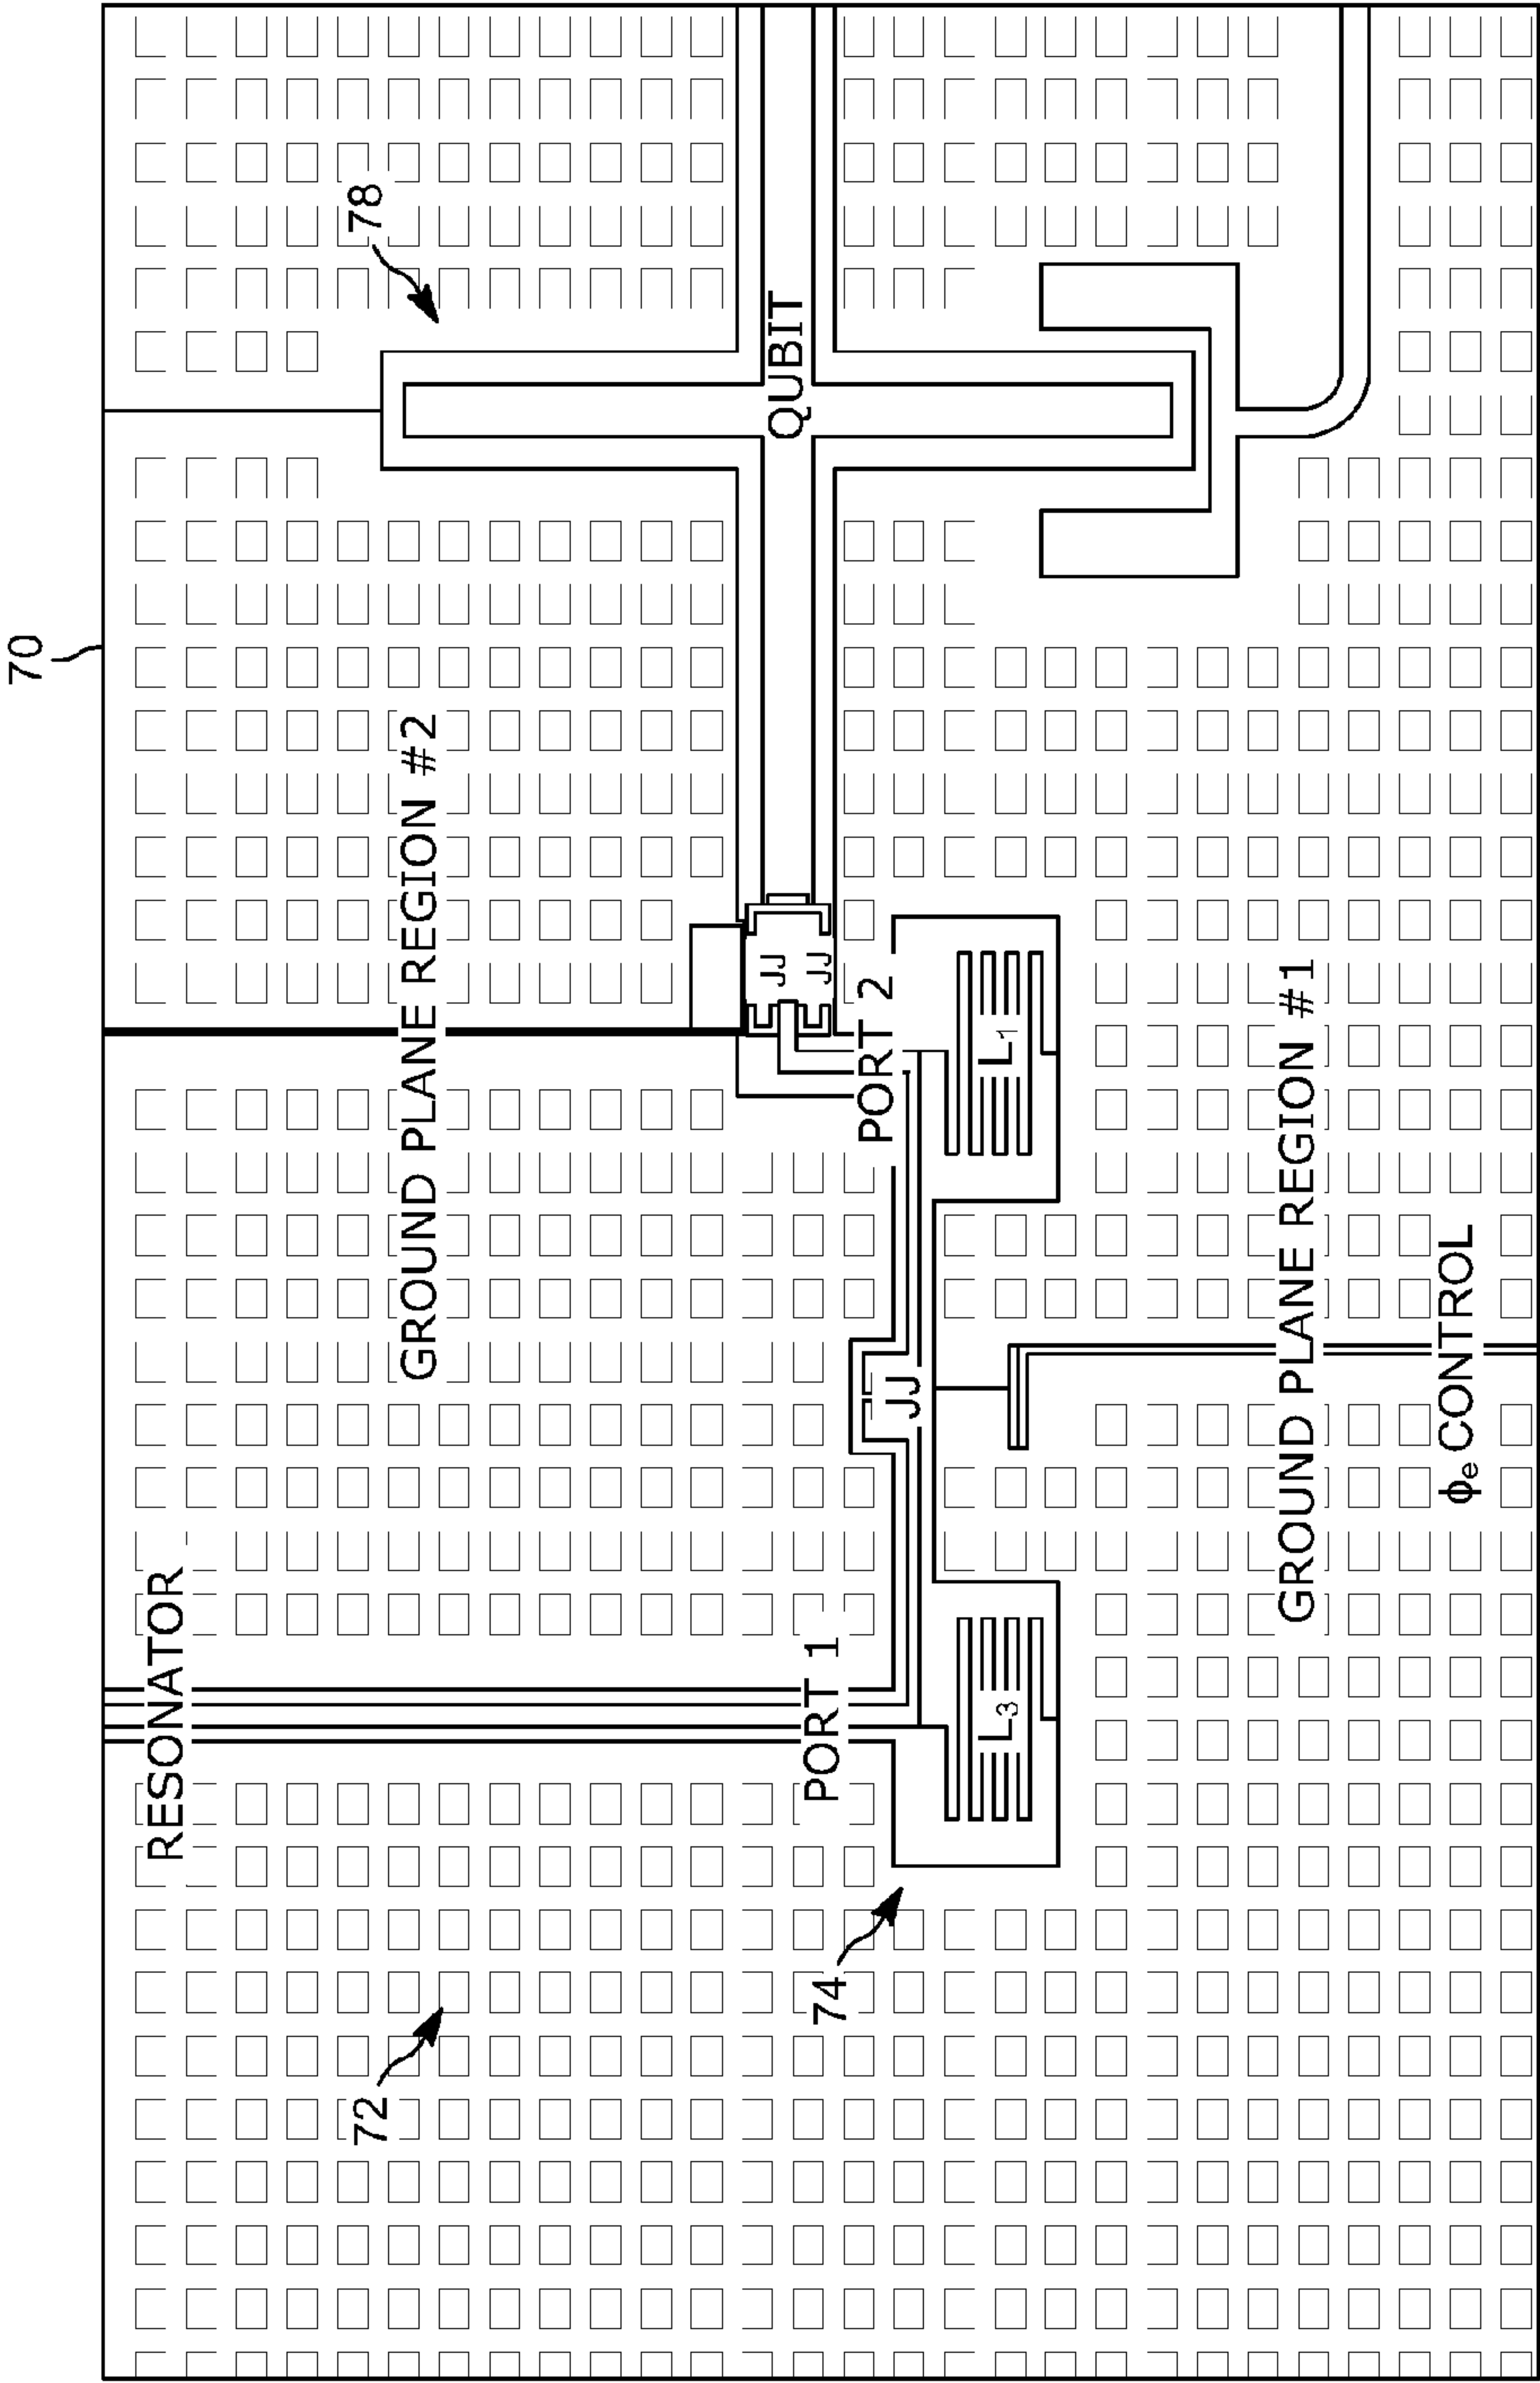 70
78
72
74
RESONATOR
GROUND PLANE REGION #2
QUBIT
JJ
JJ
PORT 1
PORT 2
JJ
L₃
L₁
GROUND PLANE REGION #1
ϕₑ CONTROL